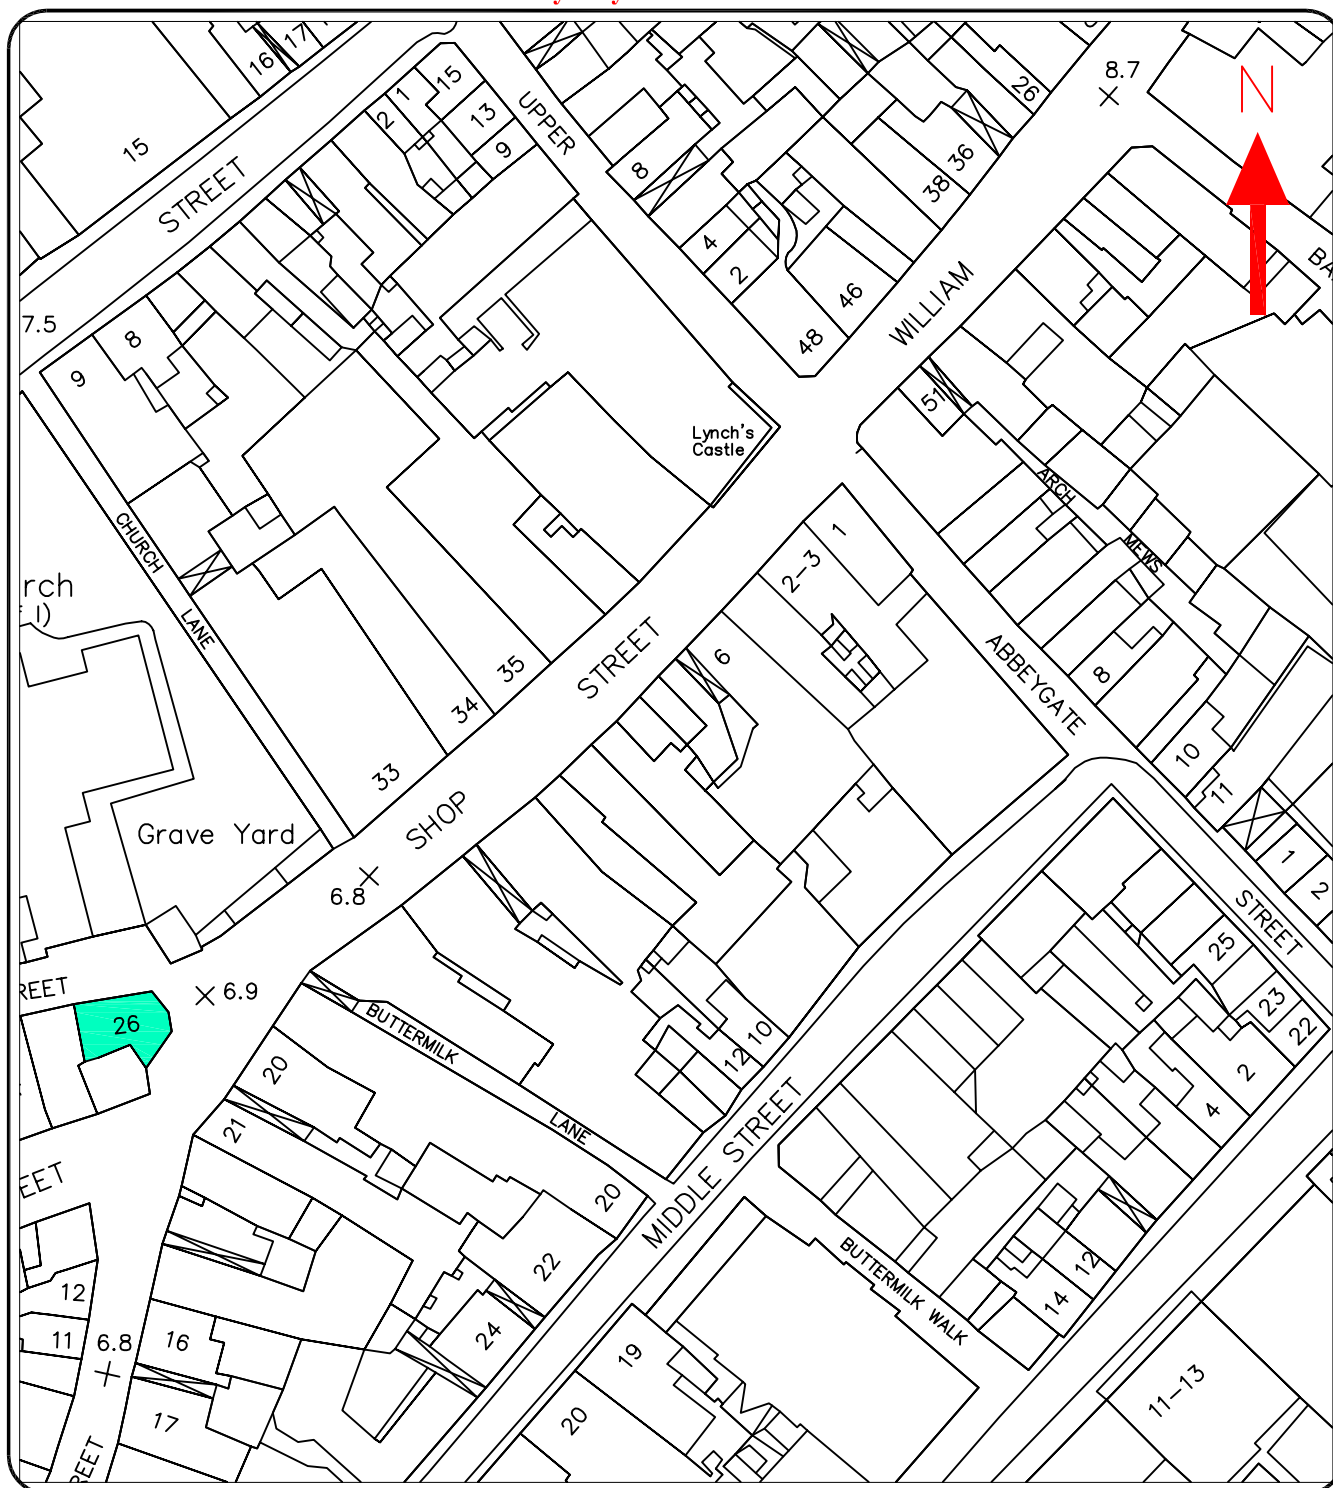 16
17
15
STREET
2
1
15
13
9
UPPER
8
4
2
26
36
38
46
48
8.7
N
WILLIAM
BA
7.5
9
8
51
Lynch's
Castle
ARCH
MEWS
CHURCH
LANE
rch
1
2-3
6
STREET
35
34
33
ABBEYGATE
8
10
11
1
2
STREET
Grave Yard
SHOP
6.8
6.9
REET
26
BUTTERMILK
LANE
20
21
12
10
25
23
22
2
4
MIDDLE STREET
EET
20
22
24
12
11
6.8
16
17
REET
BUTTERMILK WALK
12
14
19
20
11-13